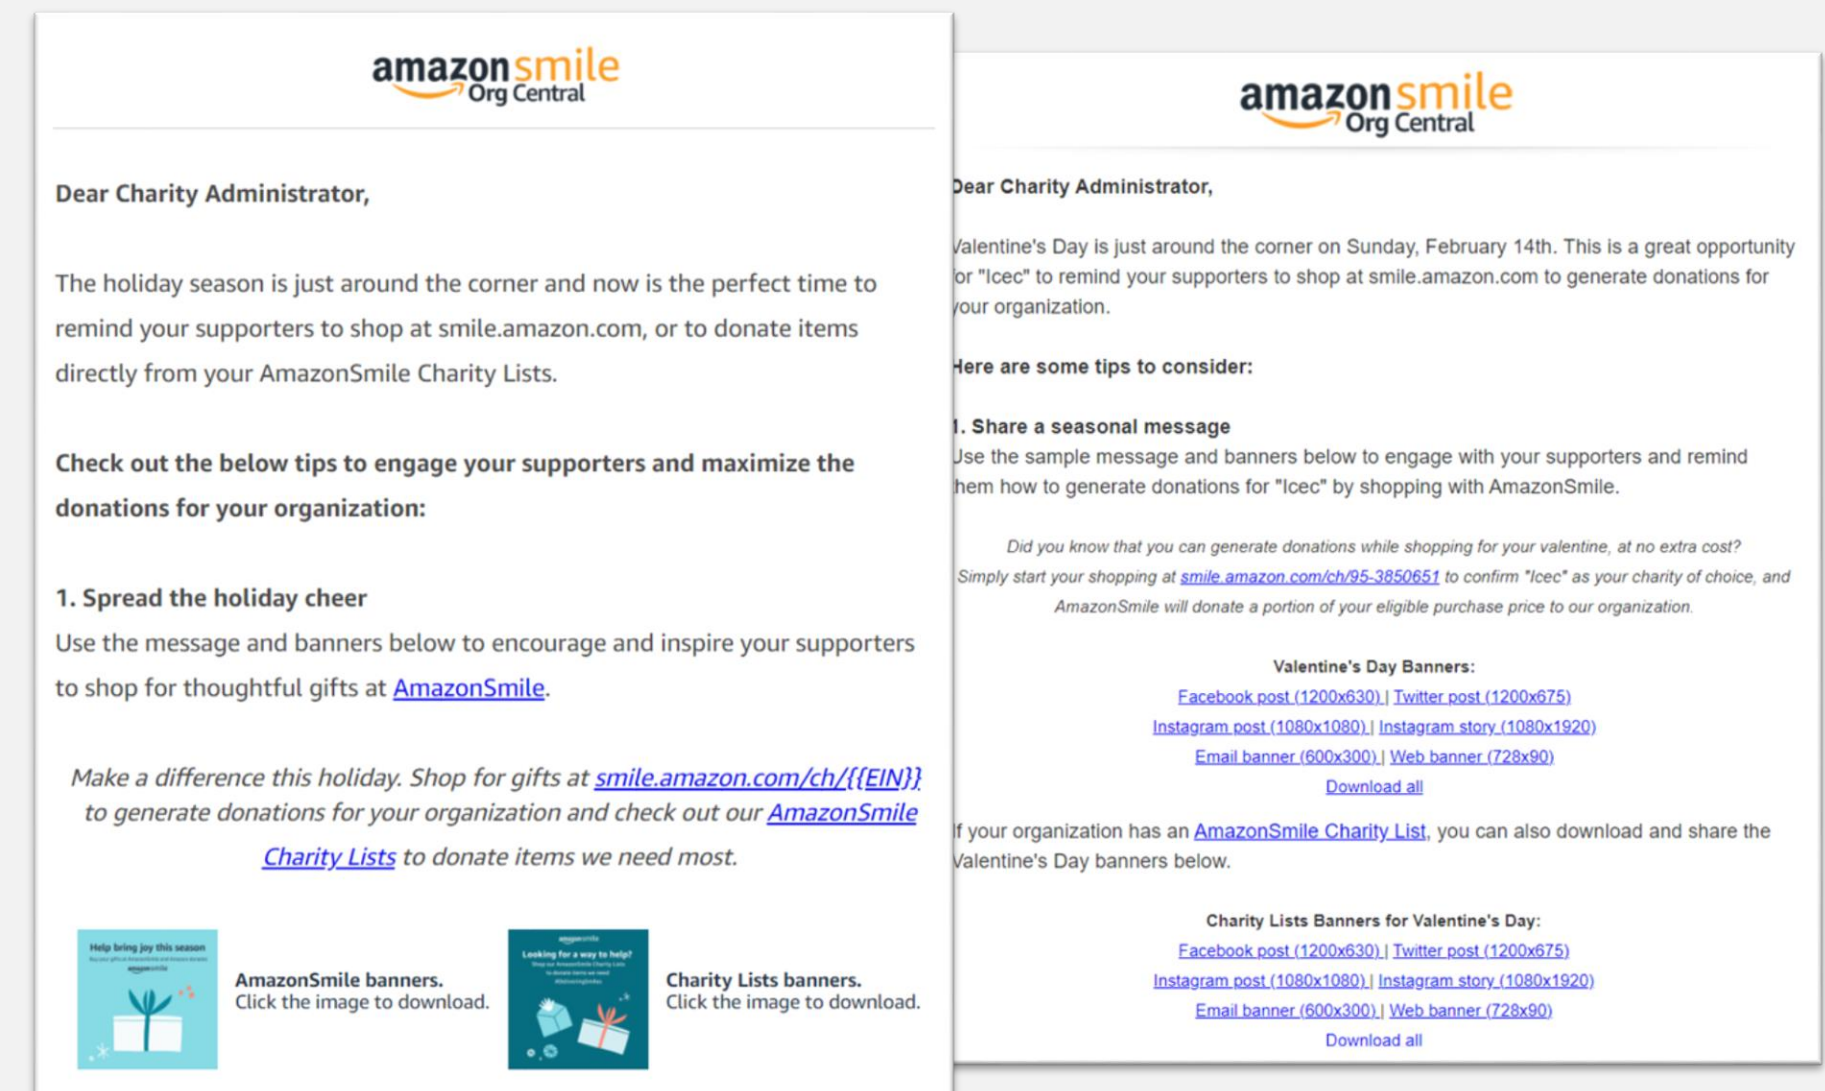 amazonsmile
Org Central
Dear Charity Administrator,
The holiday season is just around the corner and now is the perfect time to
remind your supporters to shop at smile.amazon.com, or to donate items
directly from your AmazonSmile Charity Lists.
Check out the below tips to engage your supporters and maximize the
donations for your organization:
1. Spread the holiday cheer
Use the message and banners below to encourage and inspire your supporters
to shop for thoughtful gifts at AmazonSmile.
Make a difference this holiday. Shop for gifts at smile.amazon.com/ch/{{EIN}}
to generate donations for your organization and check out our AmazonSmile
Charity Lists to donate items we need most.
Help bring joy this season
amazonsmile
AmazonSmile banners.
Click the image to download.
amazonsmile
Looking for a way to help?
Shop our AmazonSmile Charity Lists
to donate items we need
#DeliveringSmiles
Charity Lists banners.
Click the image to download.
amazonsmile
Org Central
Dear Charity Administrator,
Valentine's Day is just around the corner on Sunday, February 14th. This is a great opportunity
for "Icec" to remind your supporters to shop at smile.amazon.com to generate donations for
your organization.
Here are some tips to consider:
1. Share a seasonal message
Use the sample message and banners below to engage with your supporters and remind
them how to generate donations for "Icec" by shopping with AmazonSmile.
Did you know that you can generate donations while shopping for your valentine, at no extra cost?
Simply start your shopping at smile.amazon.com/ch/95-3850651 to confirm "Icec" as your charity of choice, and
AmazonSmile will donate a portion of your eligible purchase price to our organization.
Valentine's Day Banners:
Facebook post (1200x630) | Twitter post (1200x675)
Instagram post (1080x1080) | Instagram story (1080x1920)
Email banner (600x300) | Web banner (728x90)
Download all
If your organization has an AmazonSmile Charity List, you can also download and share the
Valentine's Day banners below.
Charity Lists Banners for Valentine's Day:
Facebook post (1200x630) | Twitter post (1200x675)
Instagram post (1080x1080) | Instagram story (1080x1920)
Email banner (600x300) | Web banner (728x90)
Download all